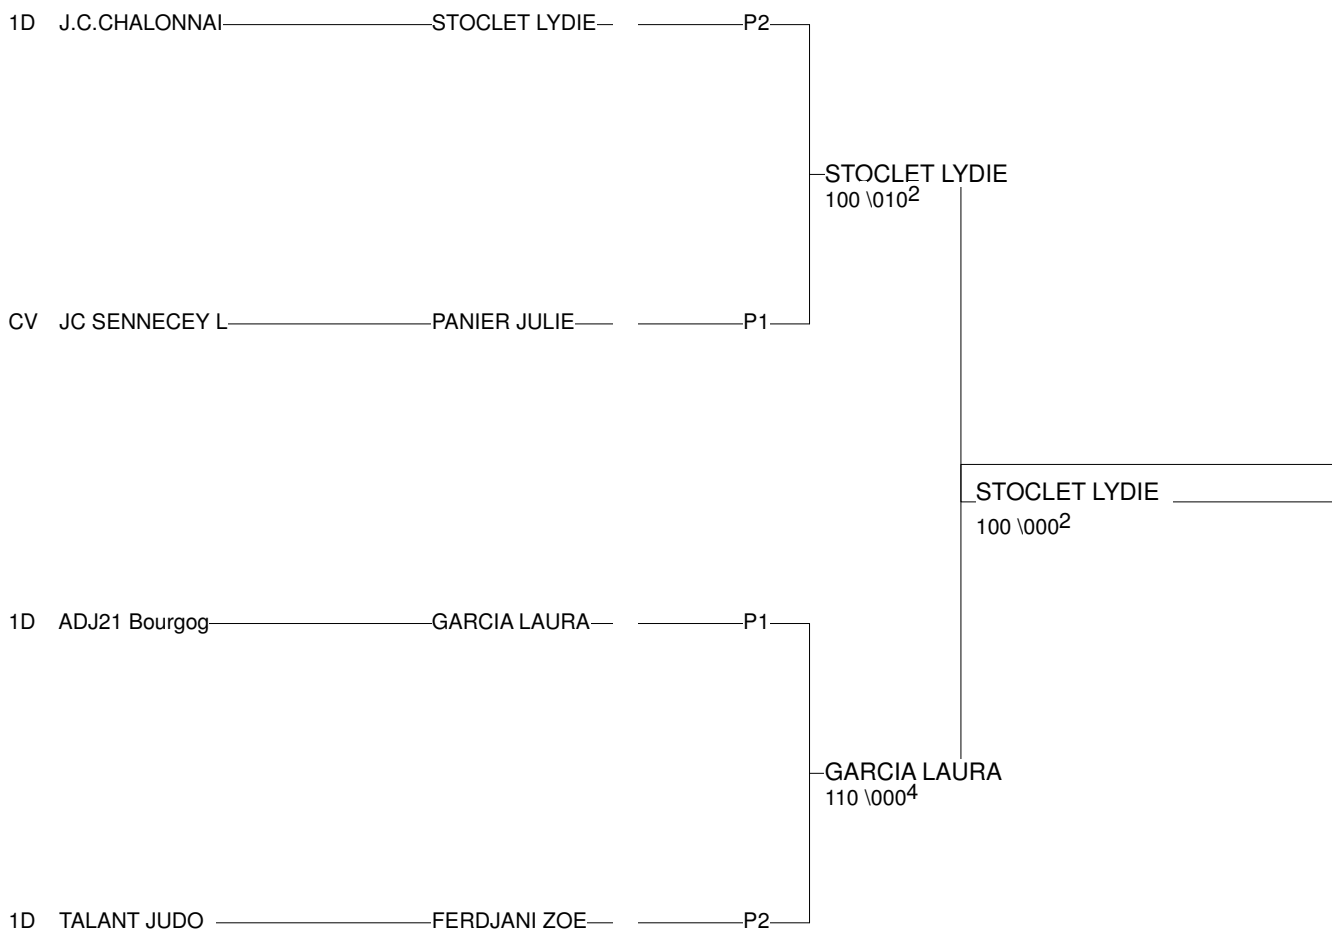 1D J.C.CHALONNAI STOCLET LYDIE P2
STOCLET LYDIE
100 \010 2
CV JC SENNECEY L PANIER JULIE P1
STOCLET LYDIE
100 \000 2
1D ADJ21 Bourgog GARCIA LAURA P1
GARCIA LAURA
110 \000 4
1D TALANT JUDO FERDJANI ZOE P2